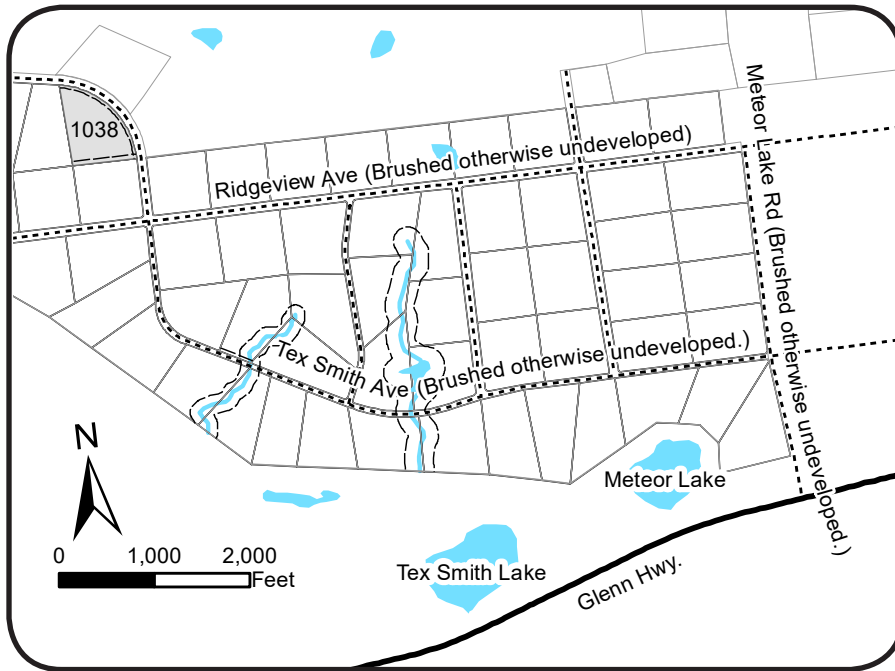 1038
Ridgeview Ave (Brushed otherwise undeveloped)
Meteor Lake Rd (Brushed otherwise undeveloped.)
Tex Smith Ave (Brushed otherwise undeveloped.)
N
Meteor Lake
0 1,000 2,000
Feet
Tex Smith Lake
Glenn Hwy.